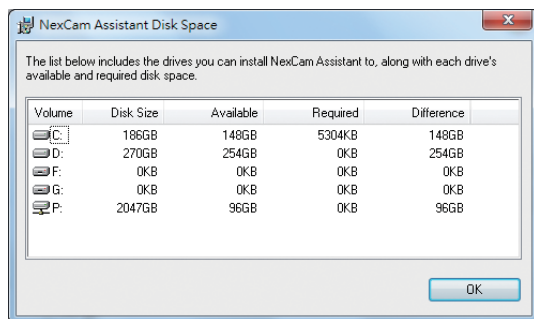 NexCam Assistant Disk Space
The list below includes the drives you can install NexCam Assistant to, along with each drive's
available and required disk space.
Volume Disk Size Available Required Difference
C: 186GB 148GB 5304KB 148GB
D: 270GB 254GB 0KB 254GB
F: 0KB 0KB 0KB 0KB
G: 0KB 0KB 0KB 0KB
P: 2047GB 96GB 0KB 96GB
OK